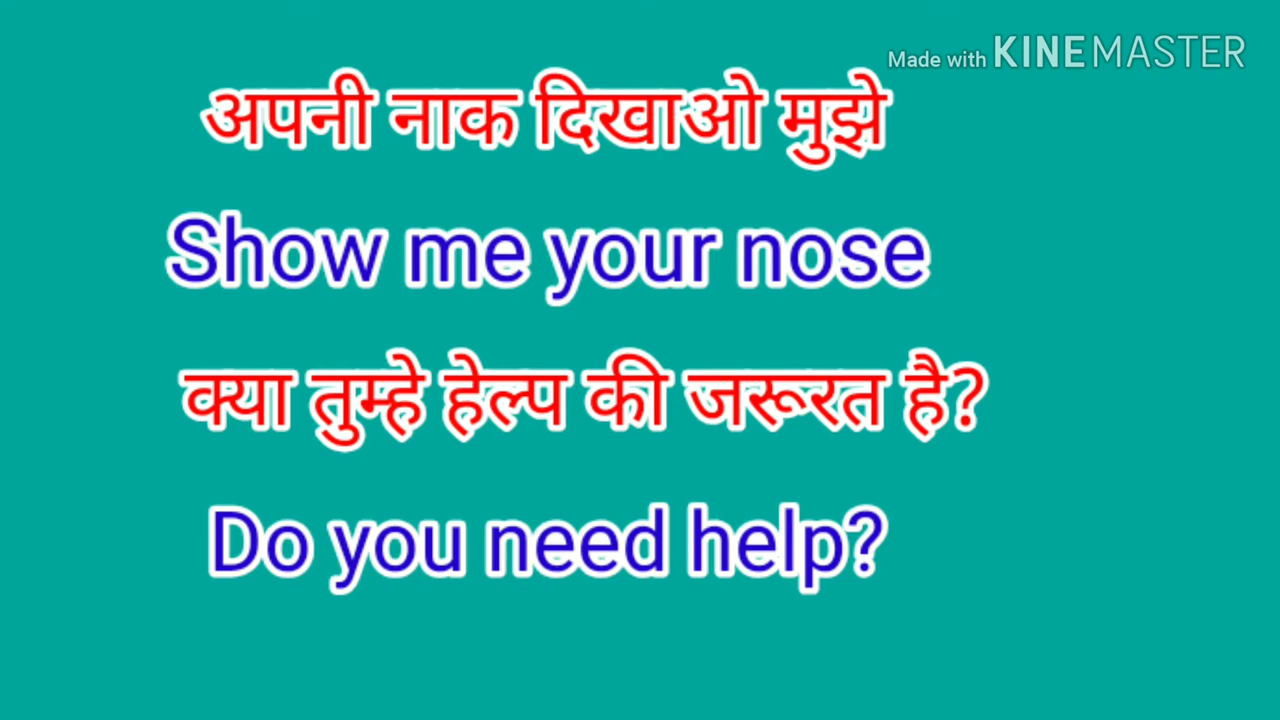 Made with KINEMASTER
अपनी नाक दिखाओ मुझे
Show me your nose
क्या तुम्हे हेल्प की जरूरत है?
Do you need help?